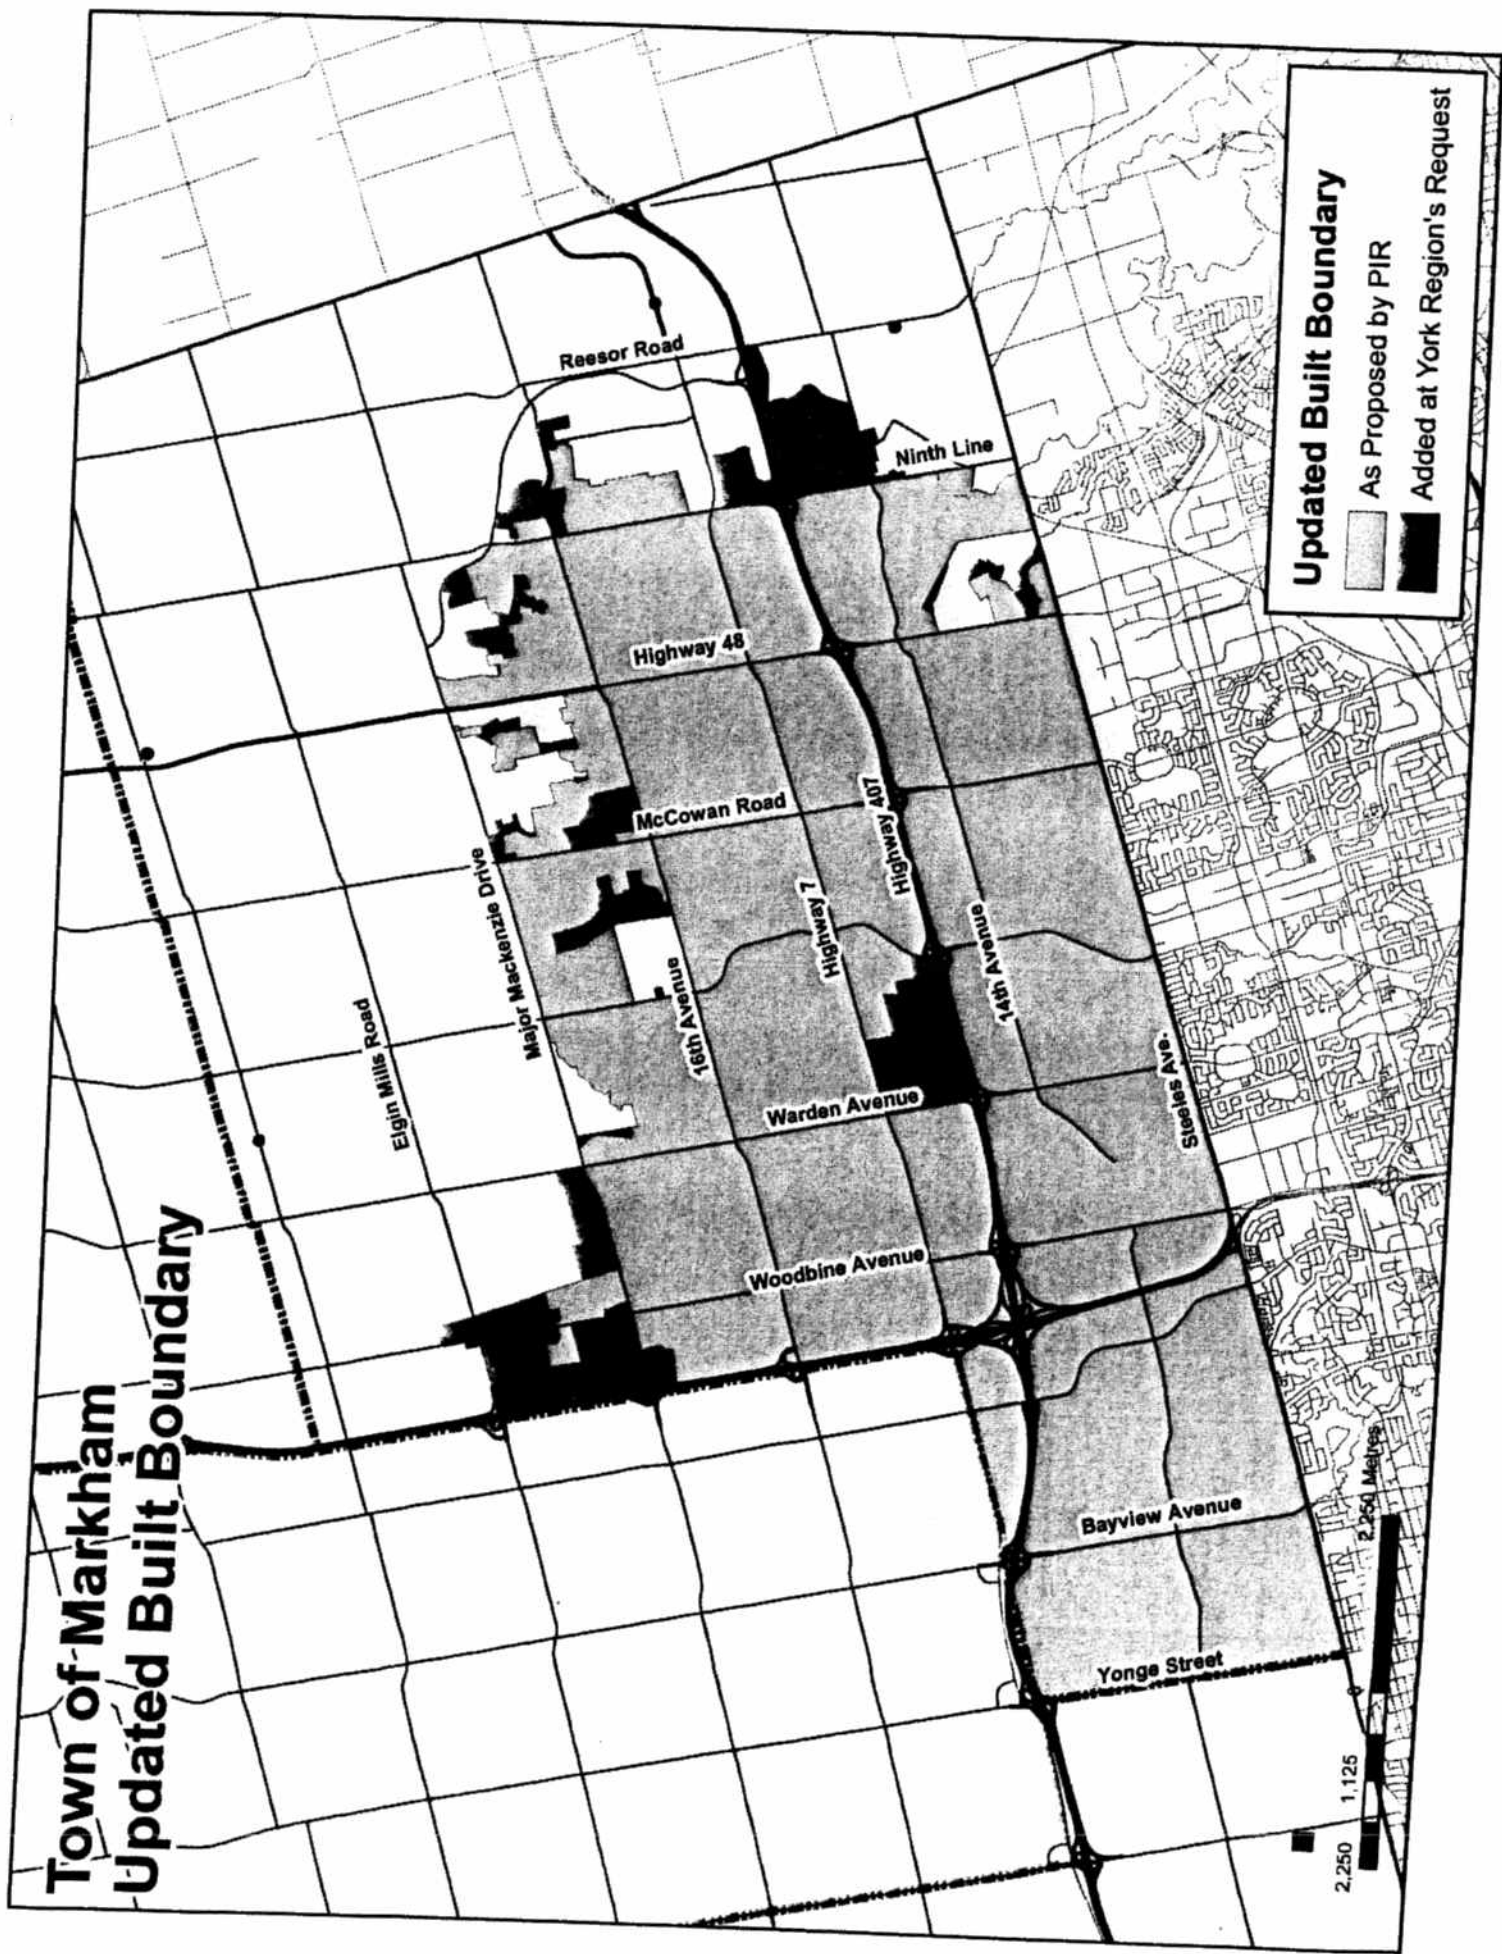 Town of Markham
Updated Built Boundary
Elgin Mills Road
Major Mackenzie Drive
16th Avenue
Highway 7
Highway 407
14th Avenue
Steeles Ave.
Yonge Street
Bayview Avenue
Woodbine Avenue
Warden Avenue
McCowan Road
Highway 48
Ninth Line
Reesor Road
2,250 1,125 2,250 Metres
Updated Built Boundary
As Proposed by PIR
Added at York Region's Request